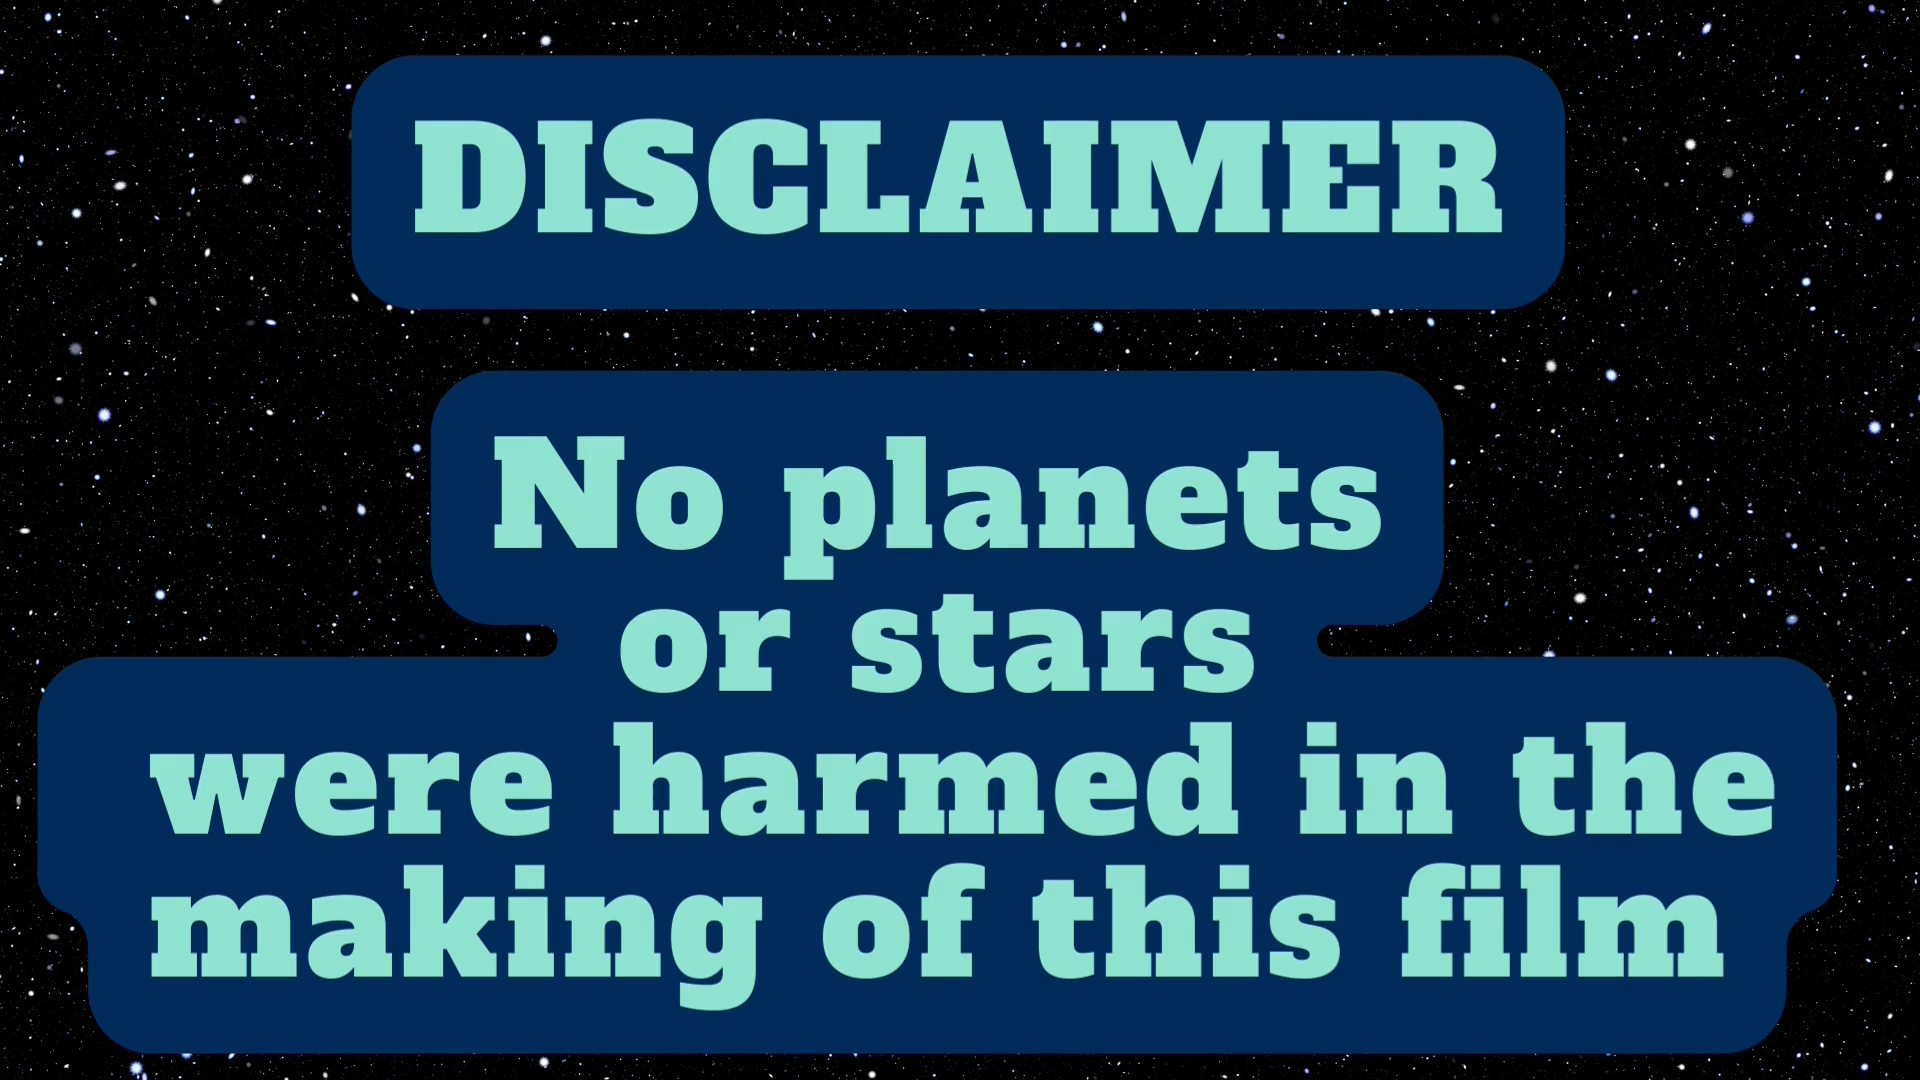 DISCLAIMER
No planets
or stars
were harmed in the
making of this film